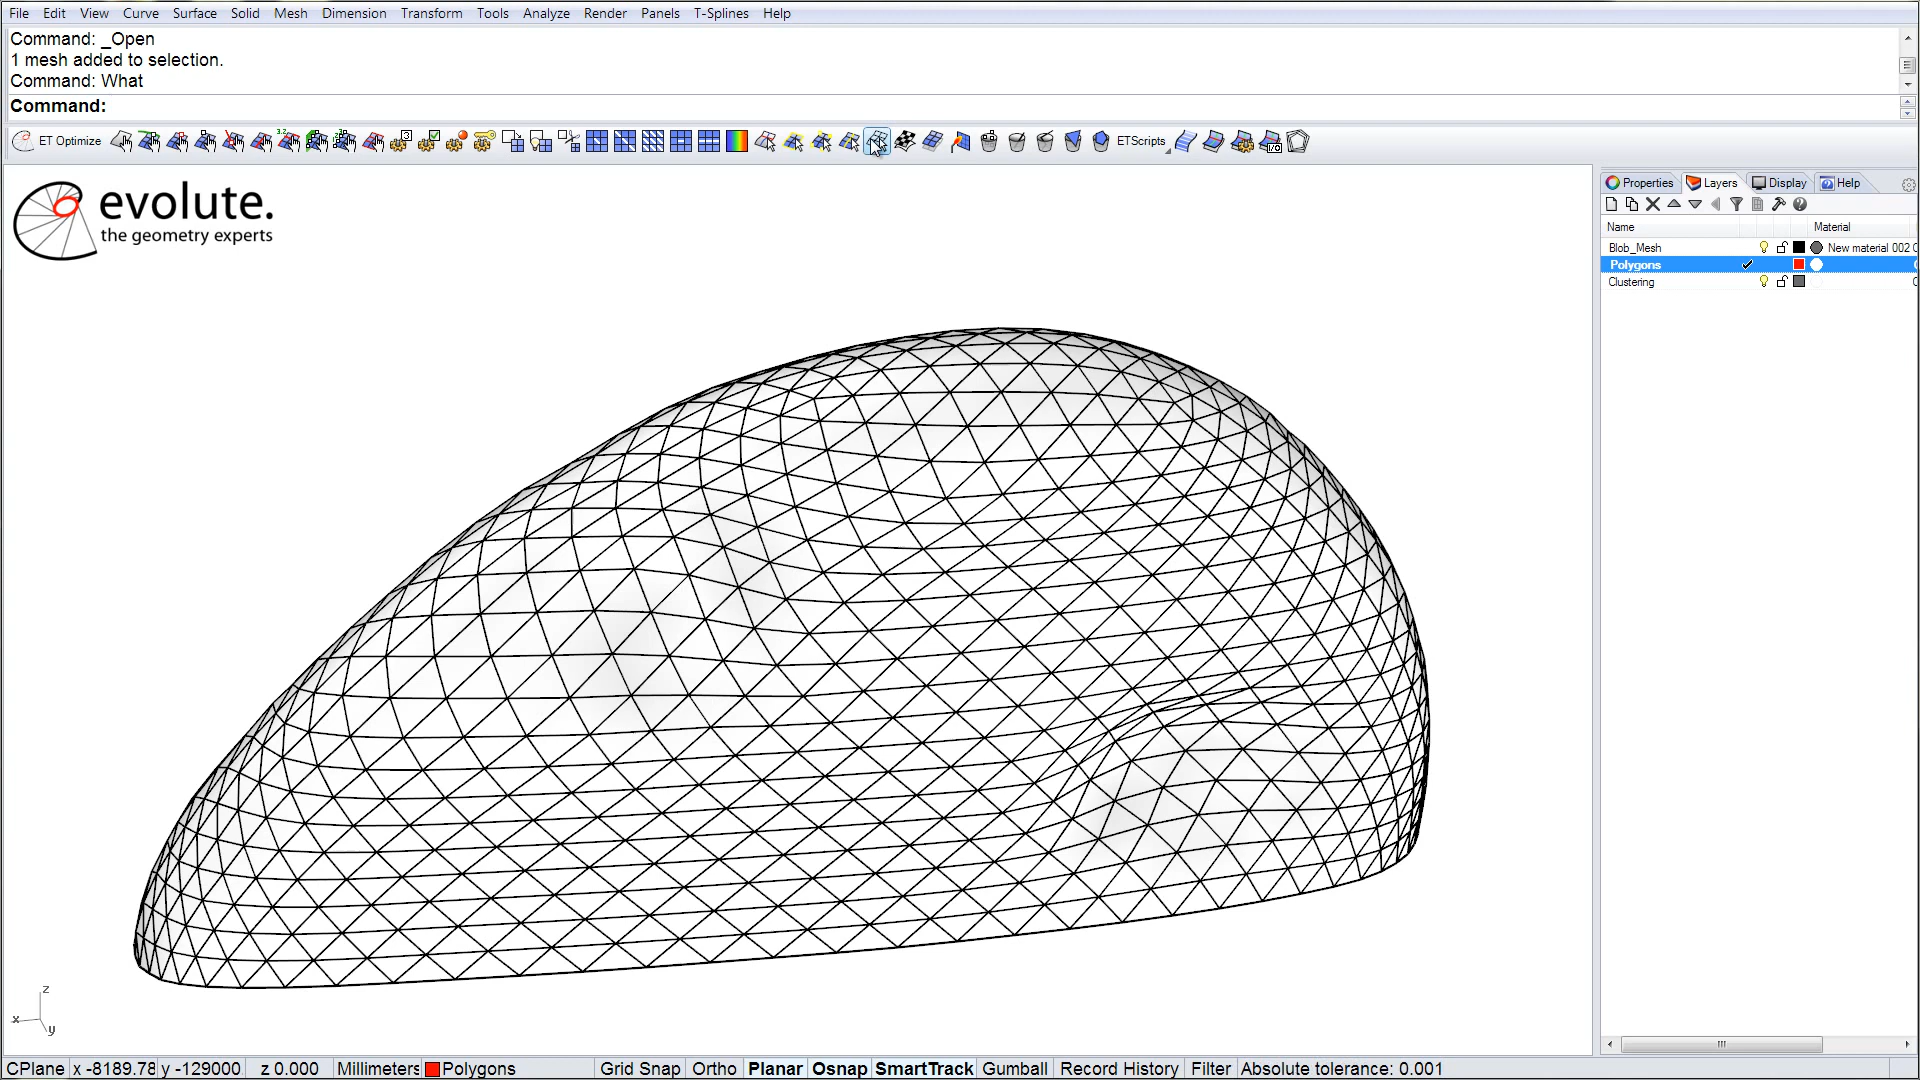 File Edit View Curve Surface Solid Mesh Dimension Transform Tools Analyze Render Panels T-Splines Help
Command: _Open
1 mesh added to selection.
Command: What
Command:
ET Optimize ETScripts
evolute.
the geometry experts
Properties Layers Display Help
Name Material
Blob_Mesh New material 002
Polygons
Clustering
z
x
y
CPlane x -8189.78 y -129000 z 0.000 Millimeters Polygons Grid Snap Ortho Planar Osnap SmartTrack Gumball Record History Filter Absolute tolerance: 0.001